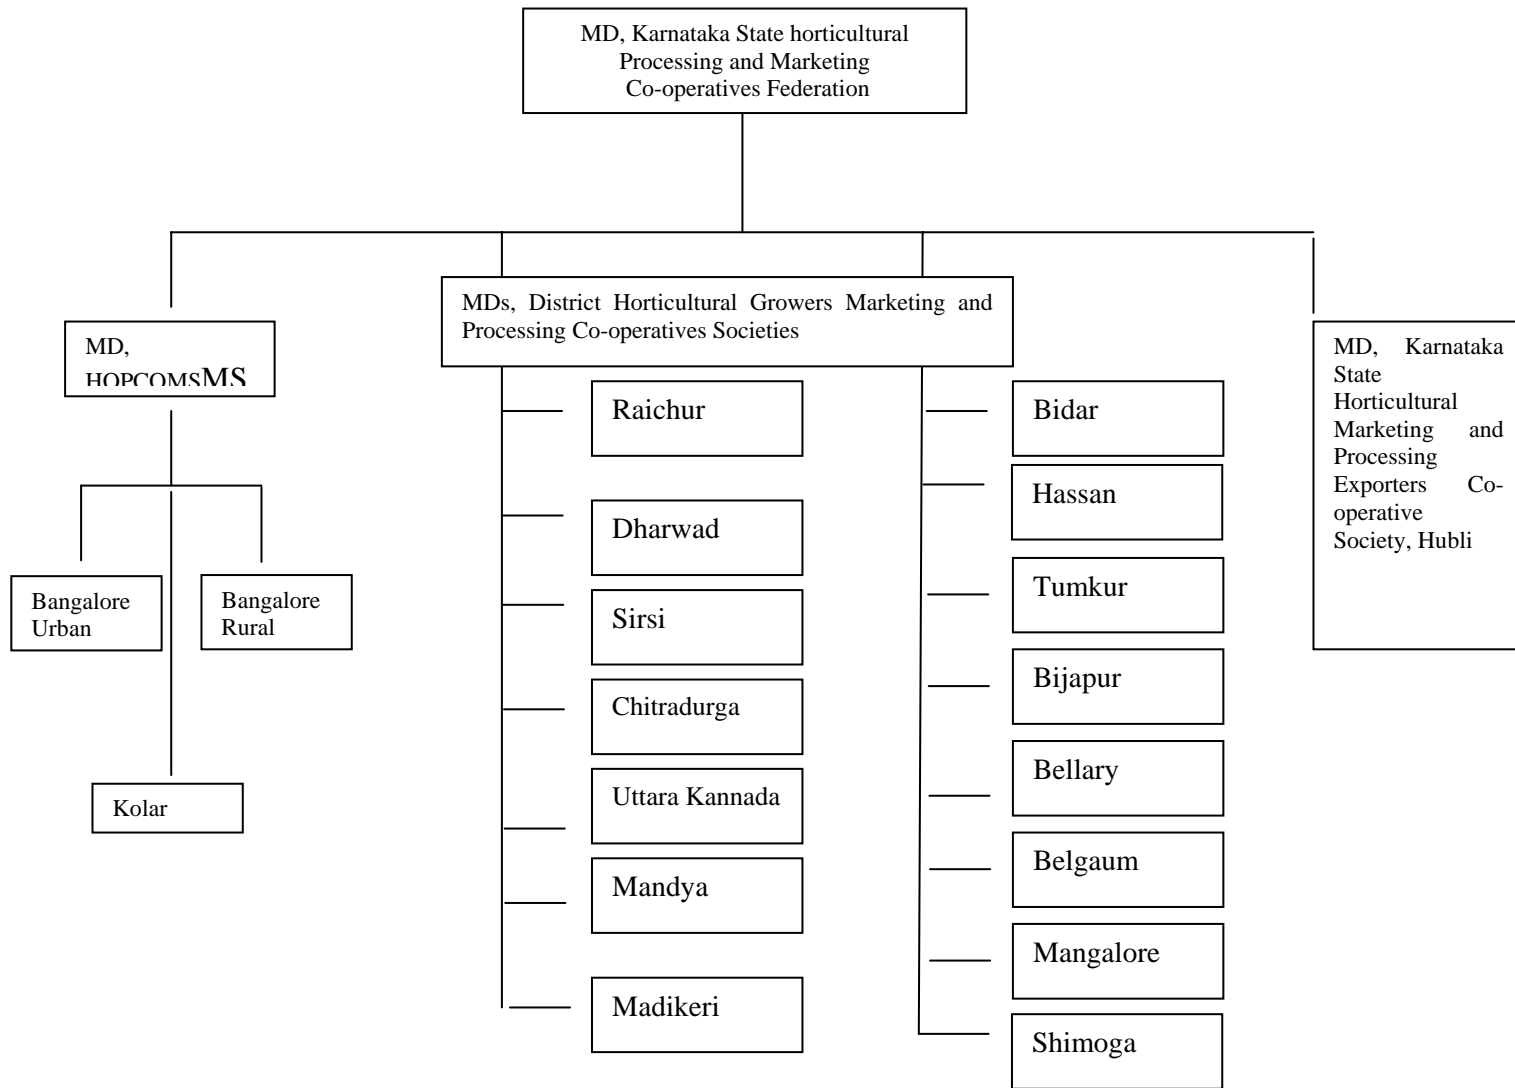 MD, Karnataka State horticultural
Processing and Marketing
Co-operatives Federation
MDs, District Horticultural Growers Marketing and
Processing Co-operatives Societies
MD,
HOPCOMSMS
MD, Karnataka
State
Horticultural
Marketing and
Processing
Exporters Co-
operative
Society, Hubli
Bangalore
Urban
Bangalore
Rural
Kolar
Raichur
Dharwad
Sirsi
Chitradurga
Uttara Kannada
Mandya
Madikeri
Bidar
Hassan
Tumkur
Bijapur
Bellary
Belgaum
Mangalore
Shimoga